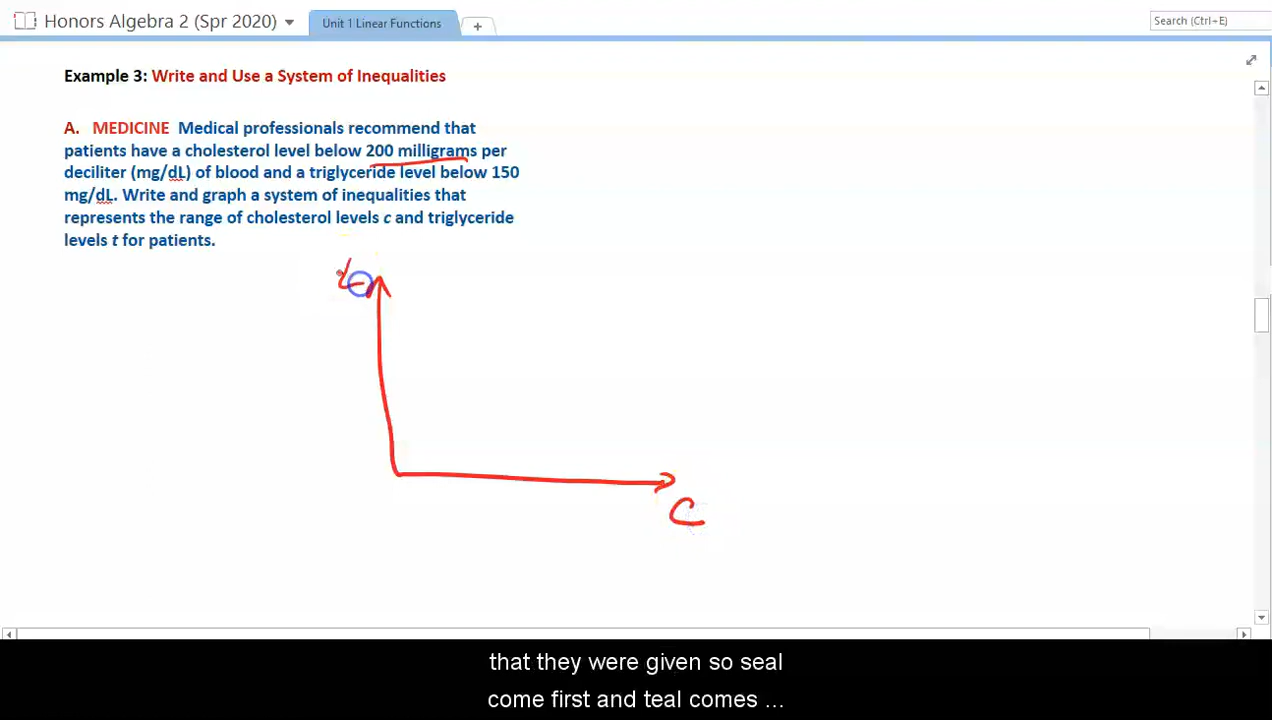 Honors Algebra 2 (Spr 2020)
Unit 1 Linear Functions
Search (Ctrl+E)
Example 3: Write and Use a System of Inequalities
A. MEDICINE Medical professionals recommend that
patients have a cholesterol level below 200 milligrams per
deciliter (mg/dL) of blood and a triglyceride level below 150
mg/dL. Write and graph a system of inequalities that
represents the range of cholesterol levels c and triglyceride
levels t for patients.
t
C
that they were given so seal
come first and teal comes ...